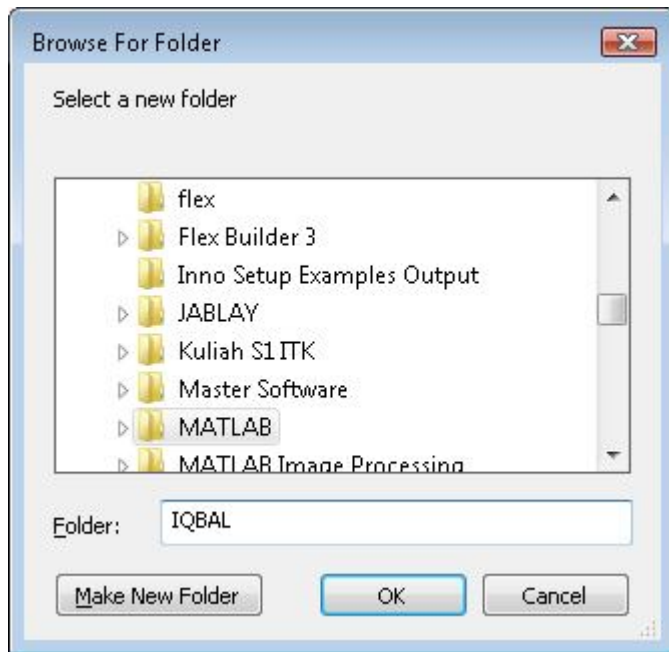 Browse For Folder
Select a new folder
flex
Flex Builder 3
Inno Setup Examples Output
JABLAY
Kuliah S1 ITK
Master Software
MATLAB
MATLAB Image Processing
Folder: IQBAL
Make New Folder OK Cancel